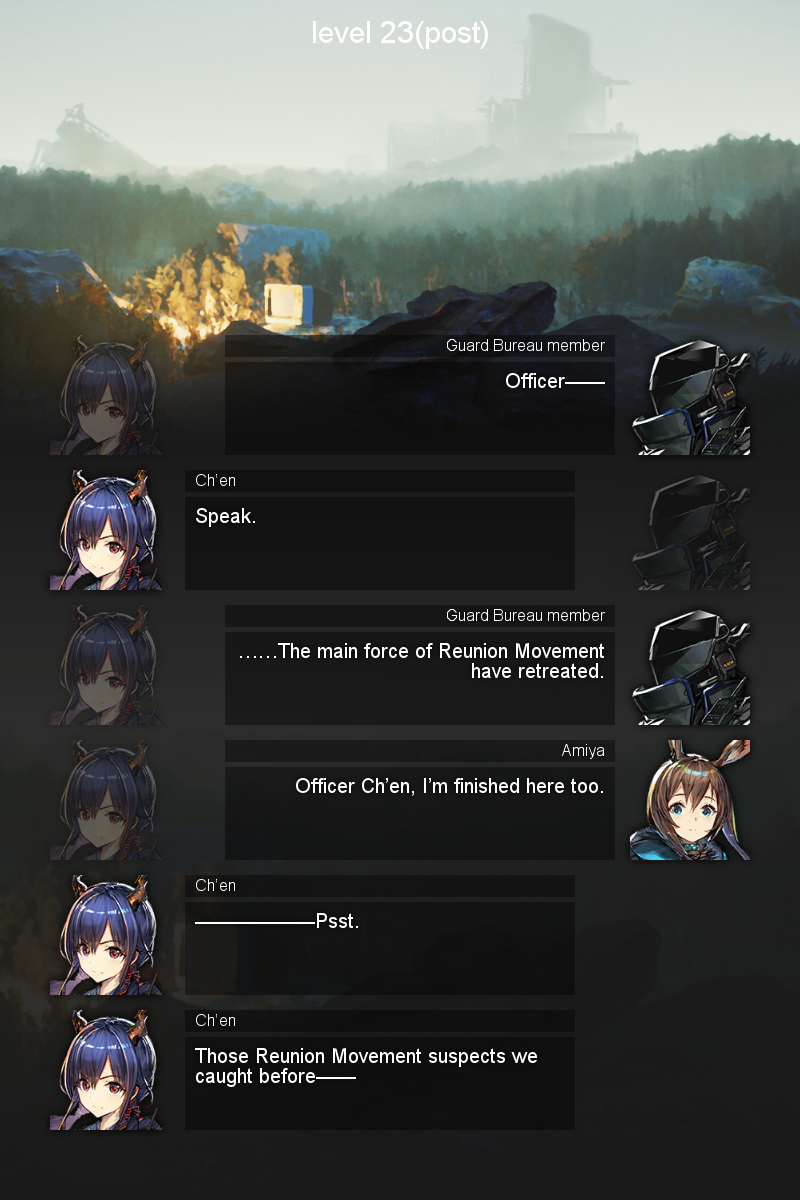 level 23(post)
Guard Bureau member
Officer——
Ch'en
Speak.
Guard Bureau member
……The main force of Reunion Movement
have retreated.
Amiya
Officer Ch'en, I'm finished here too.
Ch'en
——————Psst.
Ch'en
Those Reunion Movement suspects we
caught before——